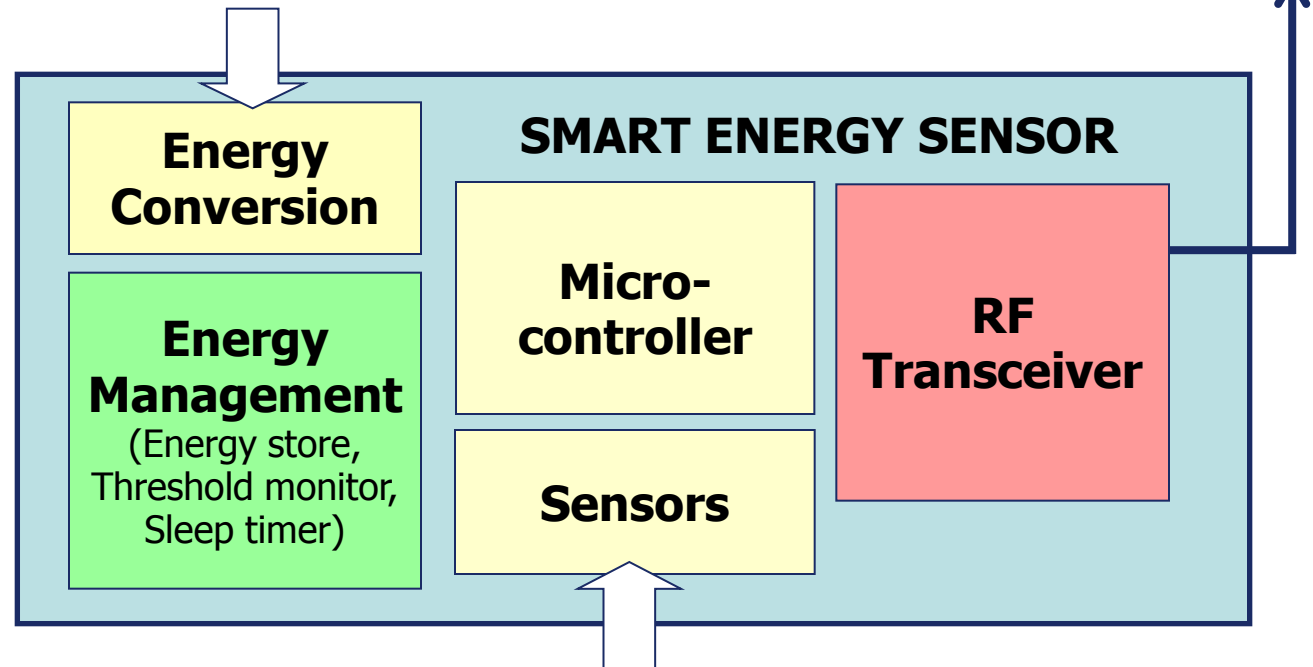 SMART ENERGY SENSOR
Energy
Conversion
Energy
Management
(Energy store,
Threshold monitor,
Sleep timer)
Micro-
controller
Sensors
RF
Transceiver